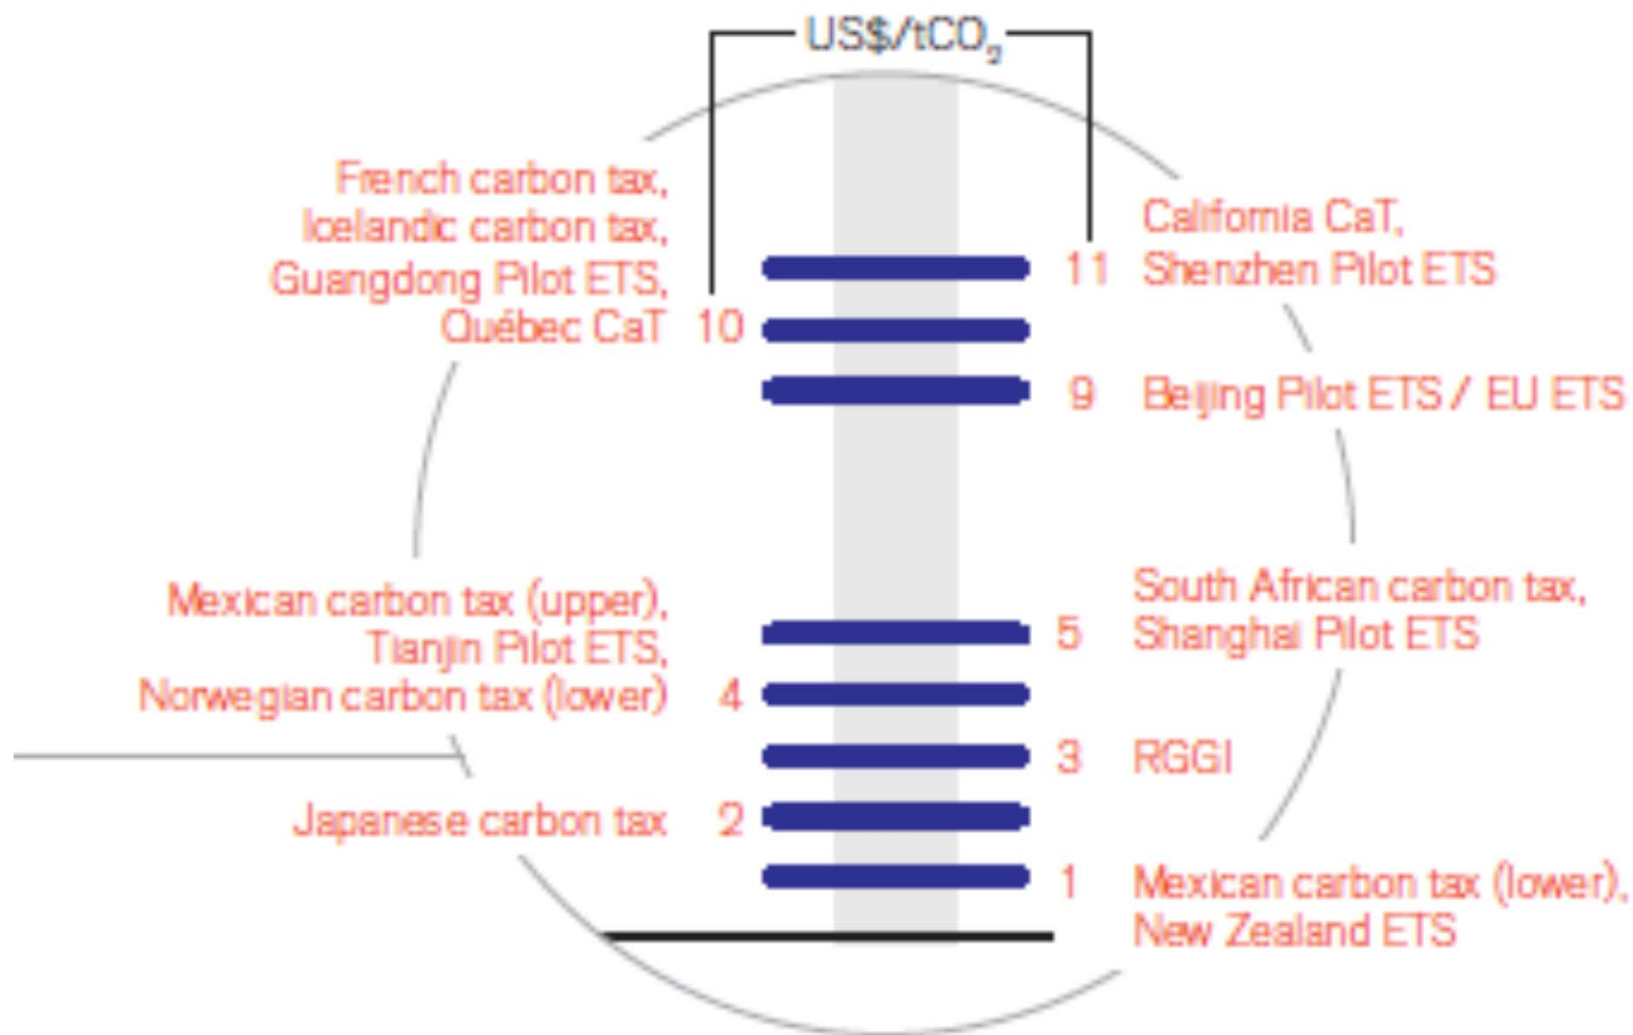 US$/tCO₂
French carbon tax,
Icelandic carbon tax,
Guangdong Pilot ETS,
Québec CaT 10
California CaT,
11 Shenzhen Pilot ETS
9 Beijing Pilot ETS / EU ETS
Mexican carbon tax (upper),
Tianjin Pilot ETS,
Norwegian carbon tax (lower) 4
South African carbon tax,
5 Shanghai Pilot ETS
3 RGGI
Japanese carbon tax 2
1 Mexican carbon tax (lower),
New Zealand ETS